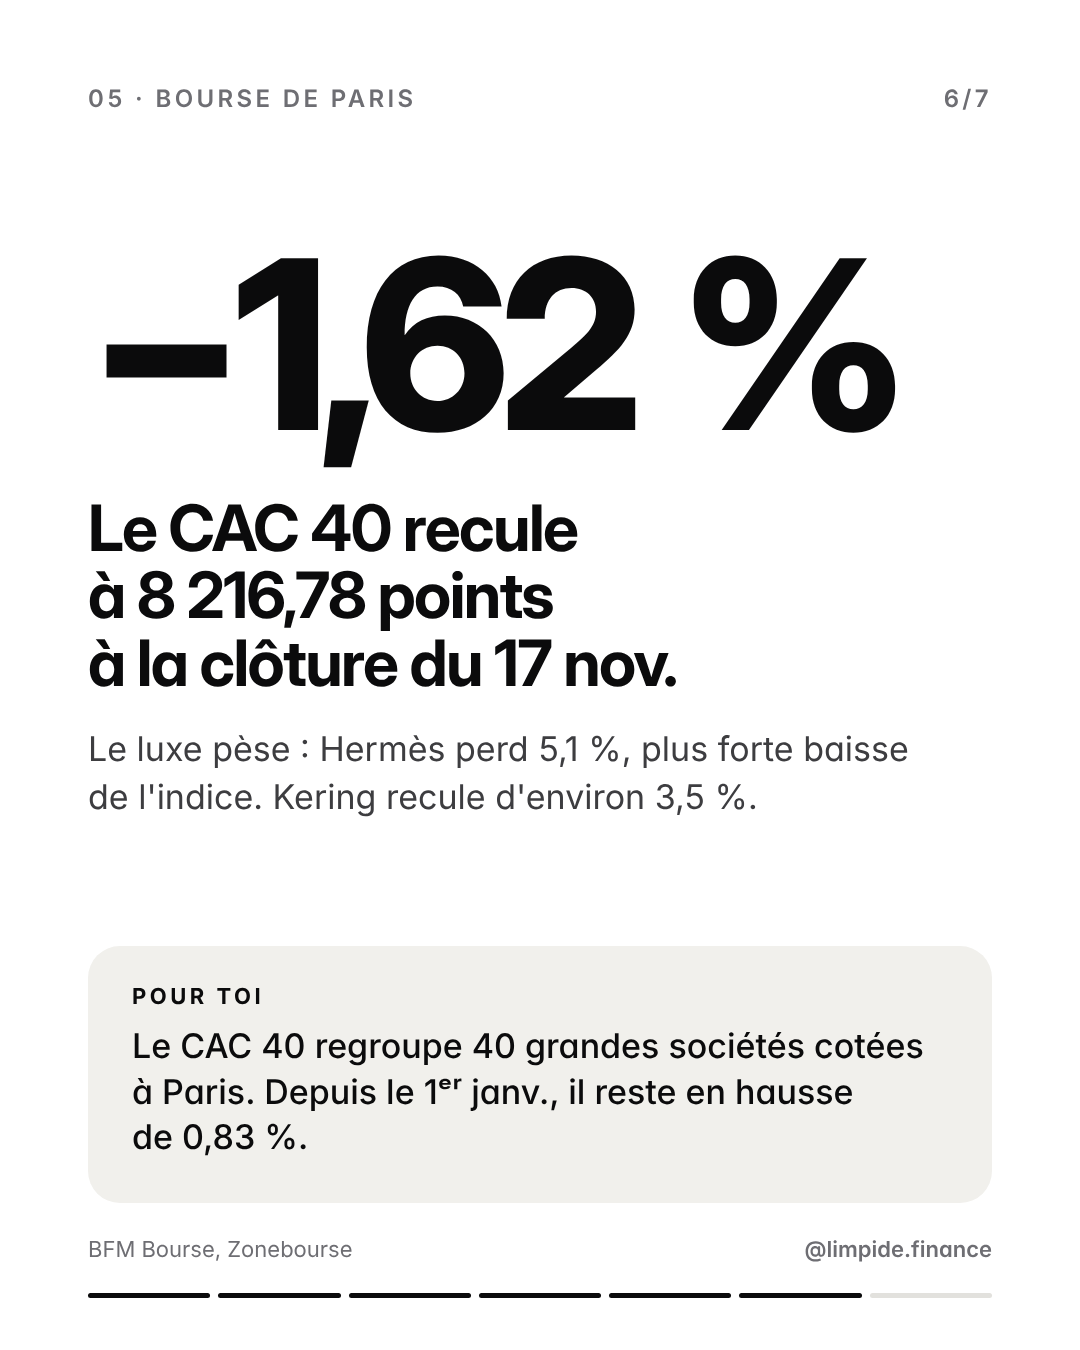 05 · BOURSE DE PARIS
6/7
–1,62 %
Le CAC 40 recule
à 8 216,78 points
à la clôture du 17 nov.
Le luxe pèse : Hermès perd 5,1 %, plus forte baisse
de l'indice. Kering recule d'environ 3,5 %.
POUR TOI
Le CAC 40 regroupe 40 grandes sociétés cotées
à Paris. Depuis le 1ᵉʳ janv., il reste en hausse
de 0,83 %.
BFM Bourse, Zonebourse
@limpide.finance